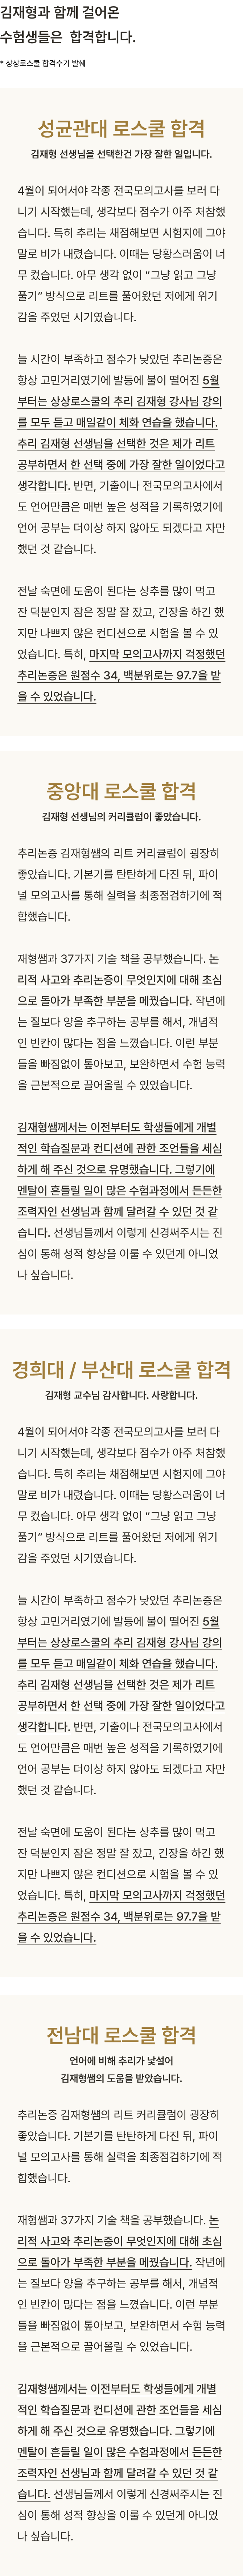 김재형과 함께 걸어온
수험생들은 합격합니다.
* 상상로스쿨 합격수기 발췌
성균관대 로스쿨 합격
김재형 선생님을 선택한건 가장 잘한 일입니다.
4월이 되어서야 각종 전국모의고사를 보러 다
니기 시작했는데, 생각보다 점수가 아주 처참했
습니다. 특히 추리는 채점해보면 시험지에 그야
말로 비가 내렸습니다. 이때는 당황스러움이 너
무 컸습니다. 아무 생각 없이 “그냥 읽고 그냥
풀기” 방식으로 리트를 풀어왔던 저에게 위기
감을 주었던 시기였습니다.
늘 시간이 부족하고 점수가 낮았던 추리논증은
항상 고민거리였기에 발등에 불이 떨어진 5월
부터는 상상로스쿨의 추리 김재형 강사님 강의
를 모두 듣고 매일같이 체화 연습을 했습니다.
추리 김재형 선생님을 선택한 것은 제가 리트
공부하면서 한 선택 중에 가장 잘한 일이었다고
생각합니다. 반면, 기출이나 전국모의고사에서
도 언어만큼은 매번 높은 성적을 기록하였기에
언어 공부는 더이상 하지 않아도 되겠다고 자만
했던 것 같습니다.
전날 숙면에 도움이 된다는 상추를 많이 먹고
잔 덕분인지 잠은 정말 잘 잤고, 긴장을 하긴 했
지만 나쁘지 않은 컨디션으로 시험을 볼 수 있
었습니다. 특히, 마지막 모의고사까지 걱정했던
추리논증은 원점수 34, 백분위로는 97.7을 받
을 수 있었습니다.
중앙대 로스쿨 합격
김재형 선생님의 커리큘럼이 좋았습니다.
추리논증 김재형쌤의 리트 커리큘럼이 굉장히
좋았습니다. 기본기를 탄탄하게 다진 뒤, 파이
널 모의고사를 통해 실력을 최종점검하기에 적
합했습니다.
재형쌤과 37가지 기술 책을 공부했습니다. 논
리적 사고와 추리논증이 무엇인지에 대해 초심
으로 돌아가 부족한 부분을 메꿨습니다. 작년에
는 질보다 양을 추구하는 공부를 해서, 개념적
인 빈칸이 많다는 점을 느꼈습니다. 이런 부분
들을 빠짐없이 톺아보고, 보완하면서 수험 능력
을 근본적으로 끌어올릴 수 있었습니다.
김재형쌤께서는 이전부터도 학생들에게 개별
적인 학습질문과 컨디션에 관한 조언들을 세심
하게 해 주신 것으로 유명했습니다. 그렇기에
멘탈이 흔들릴 일이 많은 수험과정에서 든든한
조력자인 선생님과 함께 달려갈 수 있던 것 같
습니다. 선생님들께서 이렇게 신경써주시는 진
심이 통해 성적 향상을 이룰 수 있던게 아니었
나 싶습니다.
경희대 / 부산대 로스쿨 합격
김재형 교수님 감사합니다. 사랑합니다.
4월이 되어서야 각종 전국모의고사를 보러 다
니기 시작했는데, 생각보다 점수가 아주 처참했
습니다. 특히 추리는 채점해보면 시험지에 그야
말로 비가 내렸습니다. 이때는 당황스러움이 너
무 컸습니다. 아무 생각 없이 “그냥 읽고 그냥
풀기” 방식으로 리트를 풀어왔던 저에게 위기
감을 주었던 시기였습니다.
늘 시간이 부족하고 점수가 낮았던 추리논증은
항상 고민거리였기에 발등에 불이 떨어진 5월
부터는 상상로스쿨의 추리 김재형 강사님 강의
를 모두 듣고 매일같이 체화 연습을 했습니다.
추리 김재형 선생님을 선택한 것은 제가 리트
공부하면서 한 선택 중에 가장 잘한 일이었다고
생각합니다. 반면, 기출이나 전국모의고사에서
도 언어만큼은 매번 높은 성적을 기록하였기에
언어 공부는 더이상 하지 않아도 되겠다고 자만
했던 것 같습니다.
전날 숙면에 도움이 된다는 상추를 많이 먹고
잔 덕분인지 잠은 정말 잘 잤고, 긴장을 하긴 했
지만 나쁘지 않은 컨디션으로 시험을 볼 수 있
었습니다. 특히, 마지막 모의고사까지 걱정했던
추리논증은 원점수 34, 백분위로는 97.7을 받
을 수 있었습니다.
전남대 로스쿨 합격
언어에 비해 추리가 낯설어
김재형쌤의 도움을 받았습니다.
추리논증 김재형쌤의 리트 커리큘럼이 굉장히
좋았습니다. 기본기를 탄탄하게 다진 뒤, 파이
널 모의고사를 통해 실력을 최종점검하기에 적
합했습니다.
재형쌤과 37가지 기술 책을 공부했습니다. 논
리적 사고와 추리논증이 무엇인지에 대해 초심
으로 돌아가 부족한 부분을 메꿨습니다. 작년에
는 질보다 양을 추구하는 공부를 해서, 개념적
인 빈칸이 많다는 점을 느꼈습니다. 이런 부분
들을 빠짐없이 톺아보고, 보완하면서 수험 능력
을 근본적으로 끌어올릴 수 있었습니다.
김재형쌤께서는 이전부터도 학생들에게 개별
적인 학습질문과 컨디션에 관한 조언들을 세심
하게 해 주신 것으로 유명했습니다. 그렇기에
멘탈이 흔들릴 일이 많은 수험과정에서 든든한
조력자인 선생님과 함께 달려갈 수 있던 것 같
습니다. 선생님들께서 이렇게 신경써주시는 진
심이 통해 성적 향상을 이룰 수 있던게 아니었
나 싶습니다.